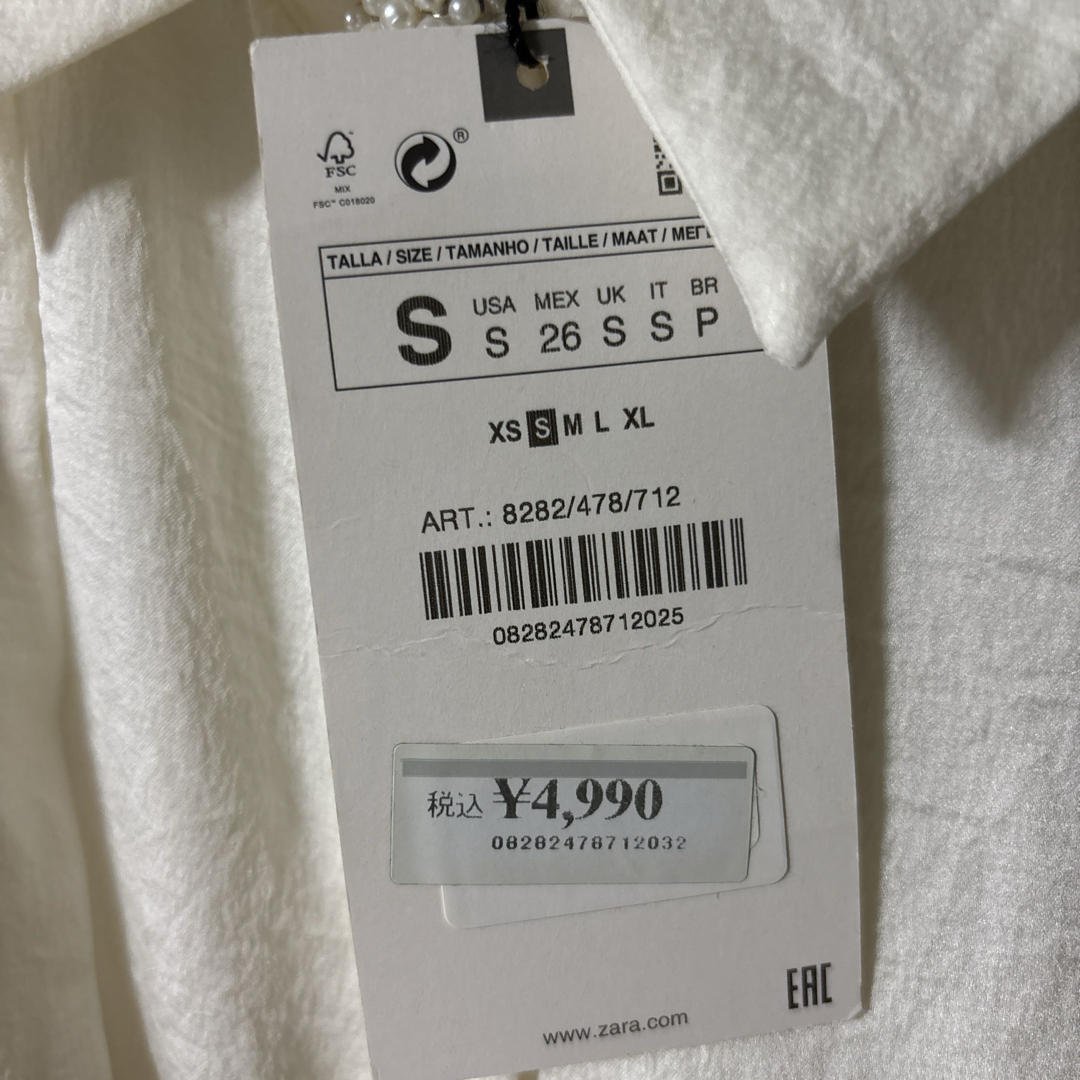 ®
FSC
MIX
FSC™ C018020
TALLA / SIZE / TAMANHO / TAILLE / MAAT /
USA MEX UK IT BR
S S 26 S S P
XS S M L XL
ART.: 8282/478/712
08282478712025
税込 ¥4,990
08282478712032
EAC
www.zara.com